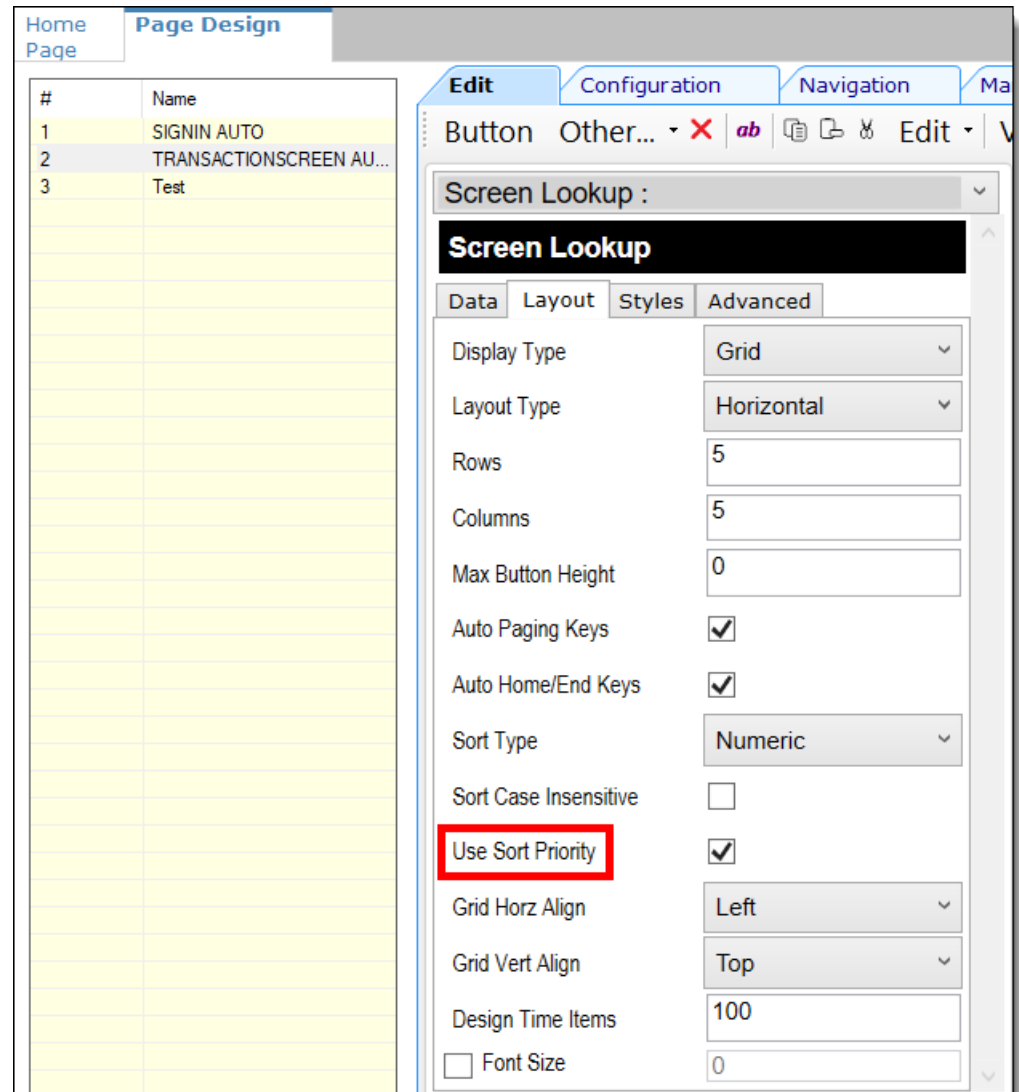 Home Page
Page Design
# Name
1 SIGNIN AUTO
2 TRANSACTIONSCREEN AU...
3 Test
Edit Configuration Navigation Ma
Button Other... ab Edit V
Screen Lookup :
Screen Lookup
Data Layout Styles Advanced
Display Type Grid
Layout Type Horizontal
Rows 5
Columns 5
Max Button Height 0
Auto Paging Keys
Auto Home/End Keys
Sort Type Numeric
Sort Case Insensitive
Use Sort Priority
Grid Horz Align Left
Grid Vert Align Top
Design Time Items 100
Font Size 0